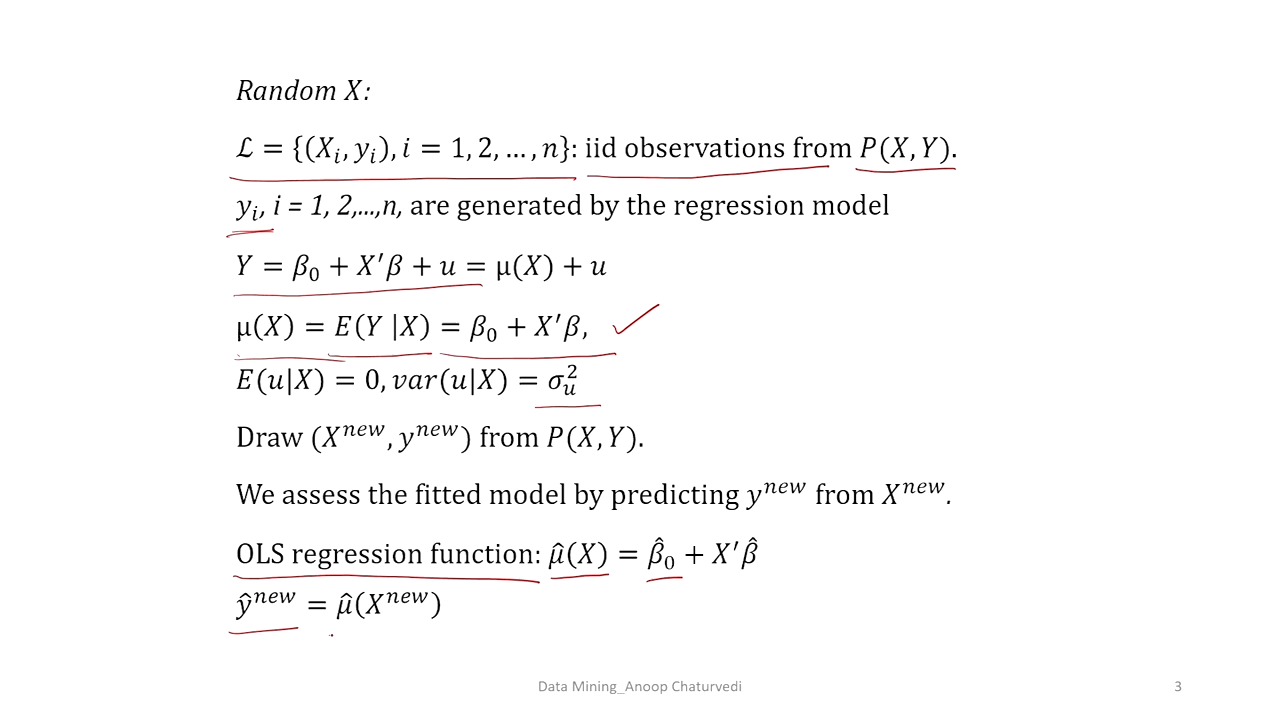 Random X:
ℒ = {(Xᵢ, yᵢ), i = 1, 2, … , n}: iid observations from P(X, Y).
yᵢ, i = 1, 2,...,n, are generated by the regression model
Y = β₀ + X′β + u = μ(X) + u
μ(X) = E(Y |X) = β₀ + X′β,
E(u|X) = 0, var(u|X) = σᵤ²
Draw (Xⁿᵉʷ, yⁿᵉʷ) from P(X, Y).
We assess the fitted model by predicting yⁿᵉʷ from Xⁿᵉʷ.
OLS regression function: μ̂(X) = β̂₀ + X′β̂
ŷⁿᵉʷ = μ̂(Xⁿᵉʷ)
Data Mining_Anoop Chaturvedi
3